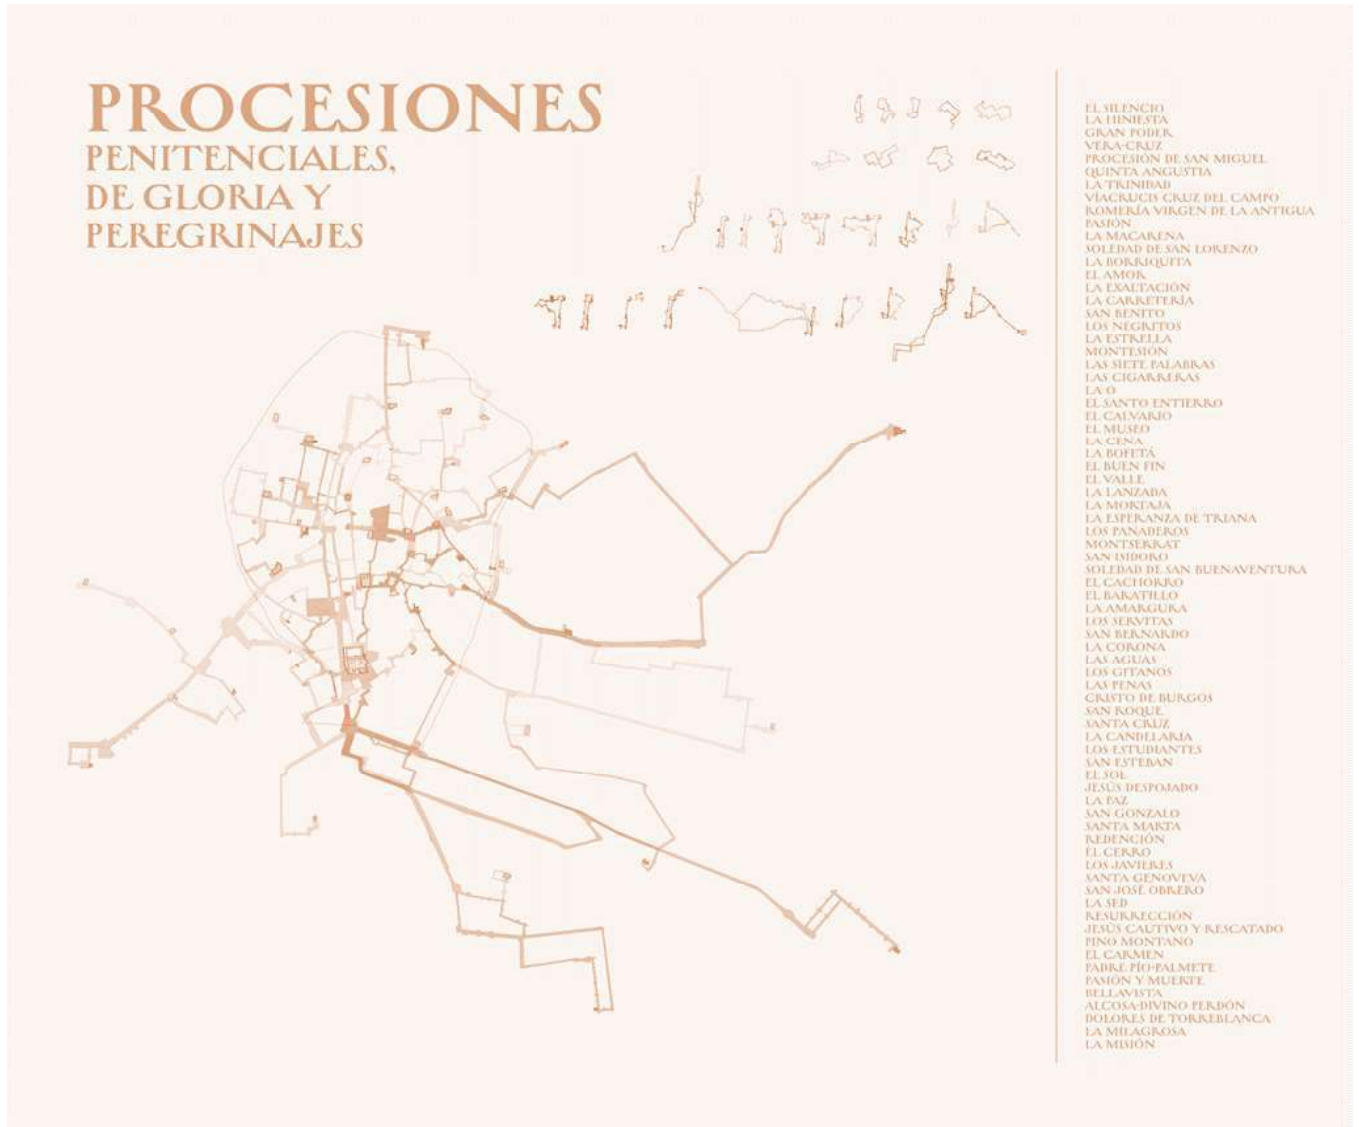 PROCESIONES
PENITENCIALES,
DE GLORIA Y
PEREGRINAJES
EL SILENCIO
LA HINIESTA
GRAN PODER
VERA-CRUZ
PROCESIÓN DE SAN MIGUEL
QUINTA ANGUSTIA
LA TRINIDAD
VÍACRUCIS CRUZ DEL CAMPO
ROMERÍA VIRGEN DE LA ANTIGUA
PASIÓN
LA MACARENA
SOLEDAD DE SAN LORENZO
LA BORRIQUITA
EL AMOR
LA EXALTACIÓN
LA CARRETERÍA
SAN BENITO
LOS NEGRITOS
LA ESTRELLA
MONTESIÓN
LAS SIETE PALABRAS
LAS CIGARRERAS
LA O
EL SANTO ENTIERRO
EL CALVARIO
EL MUSEO
LA CENA
LA BOFETÁ
EL BUEN FIN
EL VALLE
LA LANZADA
LA MORTAJA
LA ESPERANZA DE TRIANA
LOS PANADEROS
MONTSERRAT
SAN ISIDORO
SOLEDAD DE SAN BUENAVENTURA
EL CACHORRO
EL BARATILLO
LA AMARGURA
LOS SERVITAS
SAN BERNARDO
LA CORONA
LAS AGUAS
LOS GITANOS
LAS PENAS
CRISTO DE BURGOS
SAN ROQUE
SANTA CRUZ
LA CANDELARIA
LOS ESTUDIANTES
SAN ESTEBAN
EL SOL
JESÚS DESPOJADO
LA PAZ
SAN GONZALO
SANTA MARTA
REDENCIÓN
EL CERRO
LOS JAVIERES
SANTA GENOVEVA
SAN JOSÉ OBRERO
LA SED
RESURRECCIÓN
JESÚS CAUTIVO Y RESCATADO
PINO MONTANO
EL CARMEN
PADRE PÍO-PALMETE
PASIÓN Y MUERTE
BELLAVISTA
ALCOSA-DIVINO PERDÓN
DOLORES DE TORREBLANCA
LA MILAGROSA
LA MISIÓN